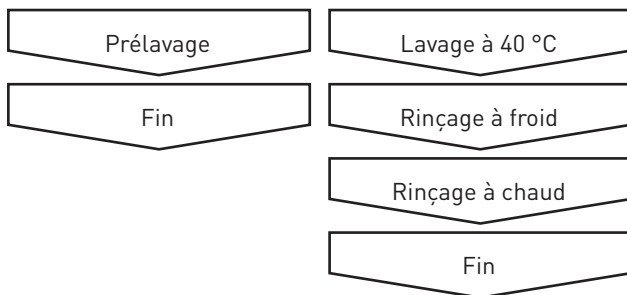 Prélavage
Fin
Lavage à 40 °C
Rinçage à froid
Rinçage à chaud
Fin